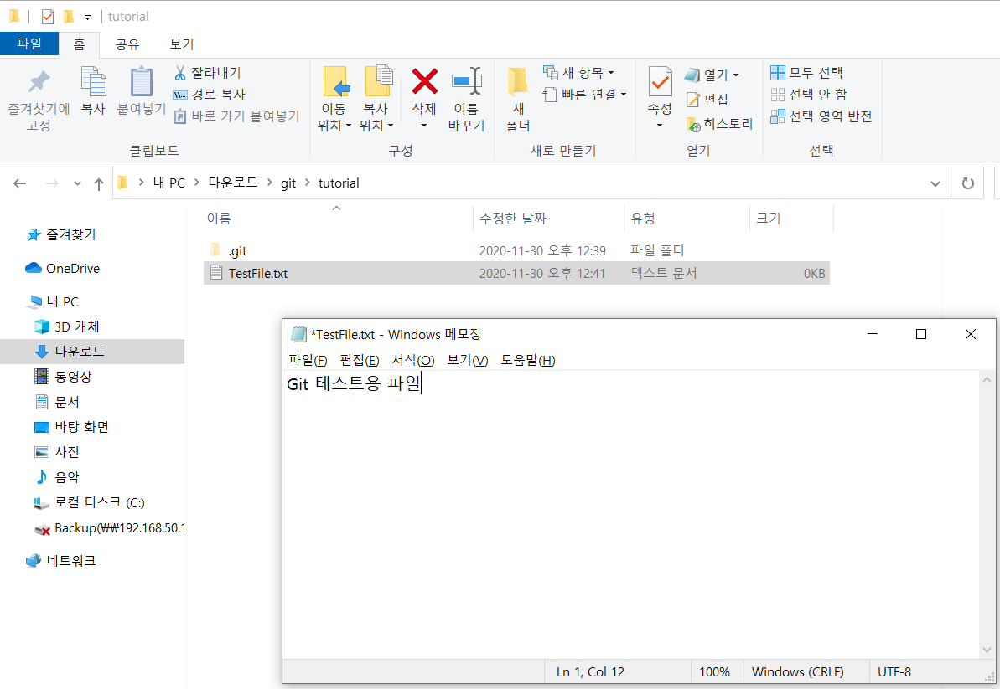 tutorial
파일 홈 공유 보기
즐겨찾기에 고정
복사
붙여넣기
잘라내기
경로 복사
바로 가기 붙여넣기
클립보드
이동 위치
복사 위치
삭제
이름 바꾸기
구성
새 폴더
새 항목
빠른 연결
새로 만들기
속성
열기
편집
히스토리
열기
모두 선택
선택 안 함
선택 영역 반전
선택
내 PC > 다운로드 > git > tutorial
이름 수정한 날짜 유형 크기
.git 2020-11-30 오후 12:39 파일 폴더
TestFile.txt 2020-11-30 오후 12:41 텍스트 문서 0KB
즐겨찾기
OneDrive
내 PC
3D 개체
다운로드
동영상
문서
바탕 화면
사진
음악
로컬 디스크 (C:)
Backup(₩₩192.168.50.1
네트워크
*TestFile.txt - Windows 메모장
파일(F) 편집(E) 서식(O) 보기(V) 도움말(H)
Git 테스트용 파일
Ln 1, Col 12 100% Windows (CRLF) UTF-8